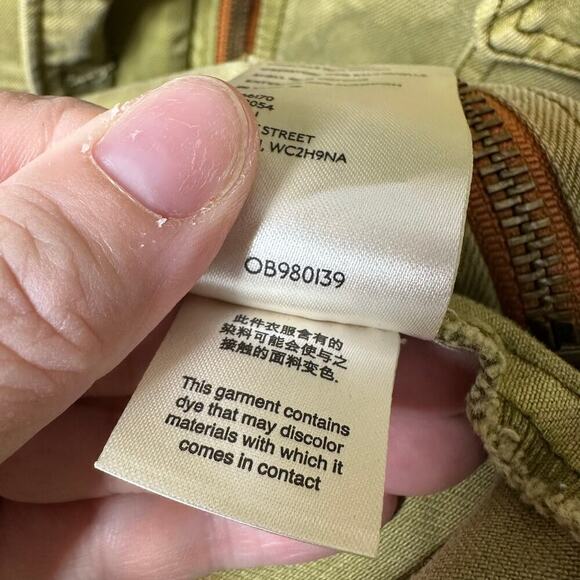 66170
054
STREET
, WC2H9NA
OB980139
此件衣服含有的
染料可能会使与之
接触的面料变色.
This garment contains
dye that may discolor
materials with which it
comes in contact